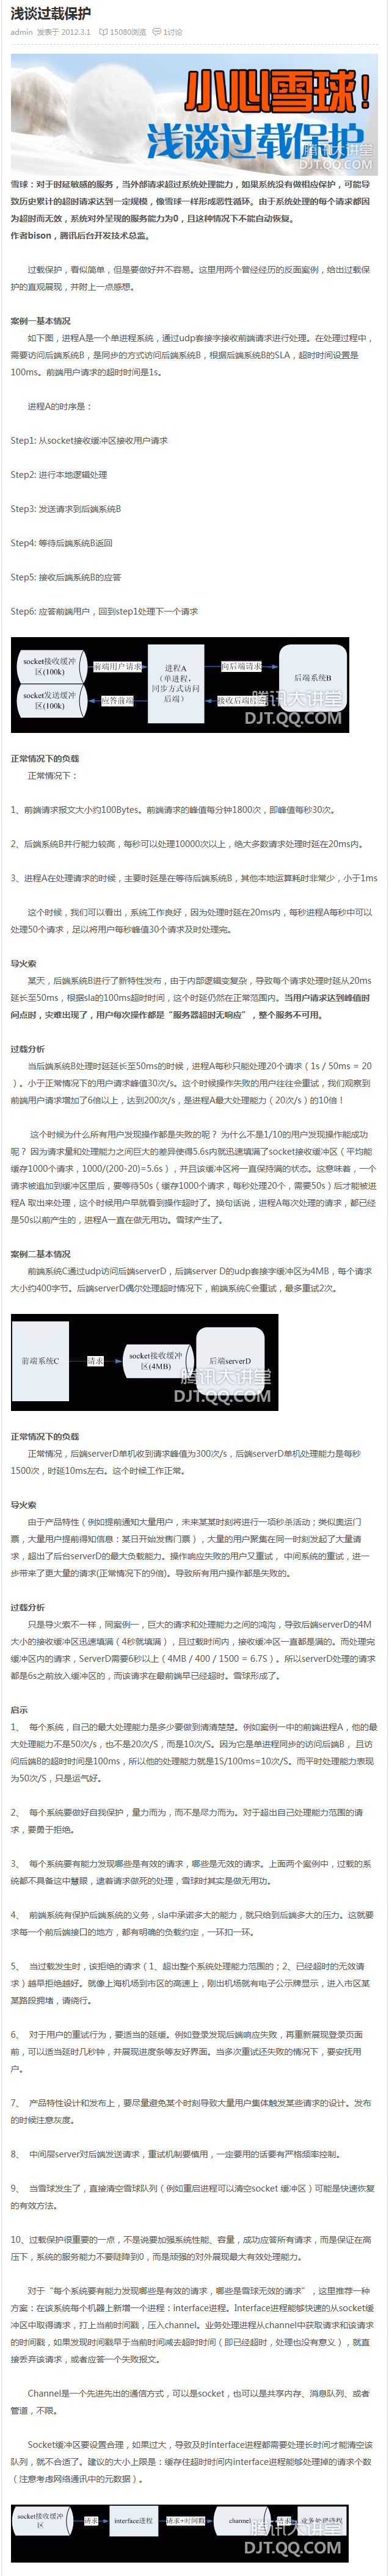 浅谈过载保护
admin 发表于 2012.3.1 15080浏览 1讨论
小心雪球！
浅谈过载保护
腾讯大讲堂
DJT.QQ.COM
雪球：对于时延敏感的服务，当外部请求超过系统处理能力，如果系统没有做相应保护，可能导
致历史累计的超时请求达到一定规模，像雪球一样形成恶性循环。由于系统处理的每个请求都因
为超时而无效，系统对外呈现的服务能力为0，且这种情况下不能自动恢复。
作者bison，腾讯后台开发技术总监。
过载保护，看似简单，但是要做好并不容易。这里用两个曾经经历的反面案例，给出过载保
护的直观展现，并附上一点感想。
案例一基本情况
如下图，进程A是一个单进程系统，通过udp套接字接收前端请求进行处理。在处理过程中，
需要访问后端系统B，是同步的方式访问后端系统B，根据后端系统B的SLA，超时时间设置是
100ms。前端用户请求的超时时间是1s。
进程A的时序是：
Step1: 从socket接收缓冲区接收用户请求
Step2: 进行本地逻辑处理
Step3: 发送请求到后端系统B
Step4: 等待后端系统B返回
Step5: 接收后端系统B的应答
Step6: 应答前端用户，回到step1处理下一个请求
socket接收缓冲
区(100k)
前端用户请求
进程A
(单进程、
同步方式访问
后端)
向后端请求
后端系统B
socket发送缓冲
区(100k)
应答前端
接收后端应答
腾讯大讲堂
DJT.QQ.COM
正常情况下的负载
正常情况下：
1、前端请求报文大小约100Bytes。前端请求的峰值每分钟1800次，即峰值每秒30次。
2、后端系统B并行能力较高，每秒可以处理10000次以上，绝大多数请求处理时延在20ms内。
3、进程A在处理请求的时候，主要时延是在等待后端系统B，其他本地运算耗时非常少，小于1ms
这个时候，我们可以看出，系统工作良好，因为处理时延在20ms内，每秒进程A每秒中可以
处理50个请求，足以将用户每秒峰值30个请求及时处理完。
导火索
某天，后端系统B进行了新特性发布，由于内部逻辑变复杂，导致每个请求处理时延从20ms
延长至50ms，根据sla的100ms超时时间，这个时延仍然在正常范围内。当用户请求达到峰值时
间点时，灾难出现了，用户每次操作都是“服务器超时无响应”，整个服务不可用。
过载分析
当后端系统B处理时延延长至50ms的时候，进程A每秒只能处理20个请求（1s / 50ms = 20
）。小于正常情况下的用户请求峰值30次/s。这个时候操作失败的用户往往会重试，我们观察到
前端用户请求增加了6倍以上，达到200次/s，是进程A最大处理能力（20次/s）的10倍！
这个时候为什么所有用户发现操作都是失败的呢？ 为什么不是1/10的用户发现操作能成功
呢？ 因为请求量和处理能力之间巨大的差异使得5.6s内就迅速填满了socket接收缓冲区（平均能
缓存1000个请求，1000/(200-20)=5.6s），并且该缓冲区将一直保持满的状态。这意味着，一个
请求被追加到缓冲区里后，要等待50s（缓存1000个请求，每秒处理20个，需要50s）后才能被进
程A 取出来处理，这个时候用户早就看到操作超时了。换句话说，进程A每次处理的请求，都已经
是50s以前产生的，进程A一直在做无用功。雪球产生了。
案例二基本情况
前端系统C通过udp访问后端serverD，后端server D的udp套接字缓冲区为4MB，每个请求
大小约400字节。后端serverD偶尔处理超时情况下，前端系统C会重试，最多重试2次。
前端系统C
请求
socket接收缓冲
区(4MB)
后端serverD
腾讯大讲堂
DJT.QQ.COM
正常情况下的负载
正常情况，后端serverD单机收到请求峰值为300次/s，后端serverD单机处理能力是每秒
1500次，时延10ms左右。这个时候工作正常。
导火索
由于产品特性（例如提前通知大量用户，未来某某时刻将进行一项秒杀活动；类似奥运门
票，大量用户提前得知信息：某日开始发售门票），大量的用户聚集在同一时刻发起了大量请
求，超出了后台serverD的最大负载能力。操作响应失败的用户又重试， 中间系统的重试，进一
步带来了更大量的请求(正常情况下的9倍)。导致所有用户操作都是失败的。
过载分析
只是导火索不一样，同案例一，巨大的请求和处理能力之间的鸿沟，导致后端serverD的4M
大小的接收缓冲区迅速填满（4秒就填满），且过载时间内，接收缓冲区一直都是满的。而处理完
缓冲区内的请求，ServerD需要6秒以上（4MB / 400 / 1500 = 6.7S）。所以serverD处理的请求
都是6s之前放入缓冲区的，而该请求在最前端早已经超时。雪球形成了。
启示
1、 每个系统，自己的最大处理能力是多少要做到清清楚楚。例如案例一中的前端进程A，他的最
大处理能力不是50次/s，也不是20次/S，而是10次/S。因为它是单进程同步的访问后端B， 且访
问后端B的超时时间是100ms，所以他的处理能力就是1S/100ms=10次/S。而平时处理能力表现
为50次/S，只是运气好。
2、 每个系统要做好自我保护，量力而为，而不是尽力而为。对于超出自己处理能力范围的请
求，要勇于拒绝。
3、 每个系统要有能力发现哪些是有效的请求，哪些是无效的请求。上面两个案例中，过载的系
统都不具备这中慧眼，逮着请求做死的处理，雪球时其实是做无用功。
4、 前端系统有保护后端系统的义务，sla中承诺多大的能力，就只给到后端多大的压力。这就要
求每一个前后端接口的地方，都有明确的负载约定，一环扣一环。
5、 当过载发生时，该拒绝的请求（1、超出整个系统处理能力范围的；2、已经超时的无效请
求）越早拒绝越好。就像上海机场到市区的高速上，刚出机场就有电子公示牌显示，进入市区某
某路段拥堵，请绕行。
6、 对于用户的重试行为，要适当的延缓。例如登录发现后端响应失败，再重新展现登录页面
前，可以适当延时几秒钟，并展现进度条等友好界面。当多次重试还失败的情况下，要安抚用
户。
7、 产品特性设计和发布上，要尽量避免某个时刻导致大量用户集体触发某些请求的设计。发布
的时候注意灰度。
8、 中间层server对后端发送请求，重试机制要慎用，一定要用的话要有严格频率控制。
9、 当雪球发生了，直接清空雪球队列（例如重启进程可以清空socket 缓冲区）可能是快速恢复
的有效方法。
10、过载保护很重要的一点，不是说要加强系统性能、容量，成功应答所有请求，而是保证在高
压下，系统的服务能力不要陡降到0，而是顽强的对外展现最大有效处理能力。
对于“每个系统要有能力发现哪些是有效的请求，哪些是雪球无效的请求”，这里推荐一种
方案：在该系统每个机器上新增一个进程：interface进程。Interface进程能够快速的从socket缓
冲区中取得请求，打上当前时间戳，压入channel。业务处理进程从channel中获取请求和该请求
的时间戳，如果发现时间戳早于当前时间减去超时时间（即已经超时，处理也没有意义），就直
接丢弃该请求，或者应答一个失败报文。
Channel是一个先进先出的通信方式，可以是socket，也可以是共享内存、消息队列、或者
管道，不限。
Socket缓冲区要设置合理，如果过大，导致及时interface进程都需要处理长时间才能清空该
队列，就不合适了。建议的大小上限是：缓存住超时时间内interface进程能够处理掉的请求个数
（注意考虑网络通讯中的元数据）。
socket接收缓冲
区
请求
interface进程
请求+时间戳
channel
请求
业务处理进程
腾讯大讲堂
DJT.QQ.COM